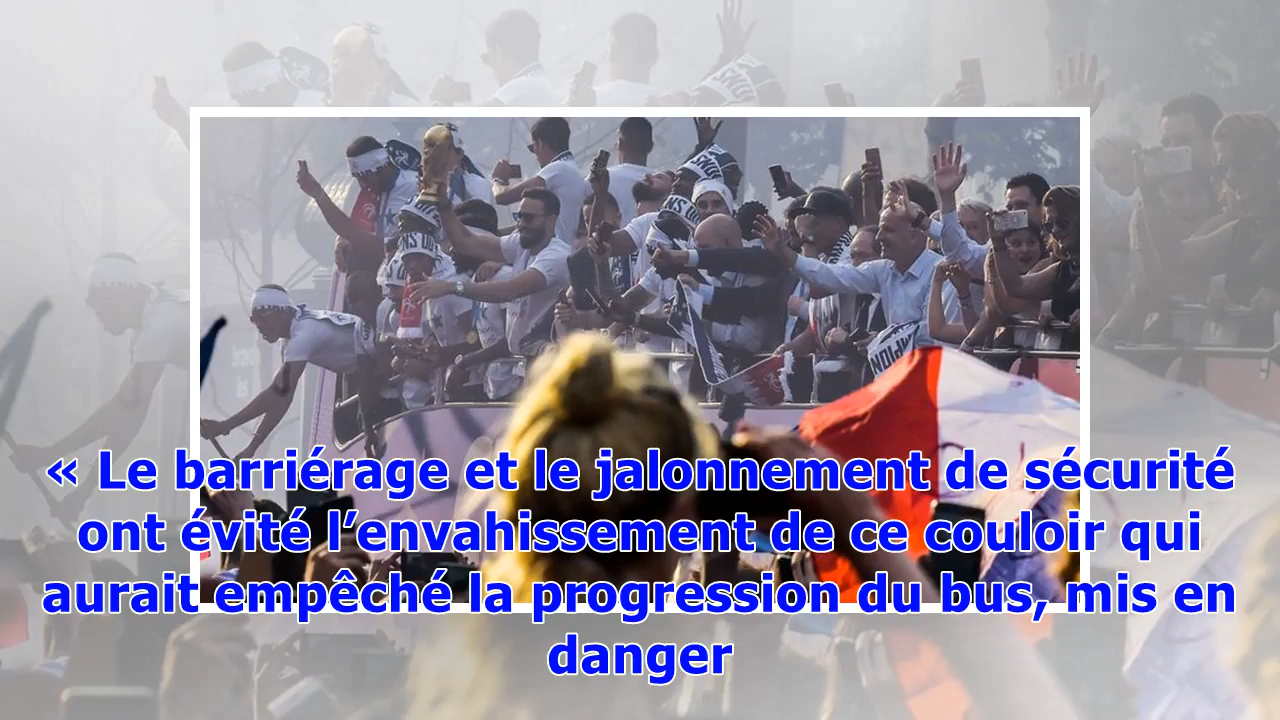 « Le barriérage et le jalonnement de sécurité
ont évité l’envahissement de ce couloir qui
aurait empêché la progression du bus, mis en
danger